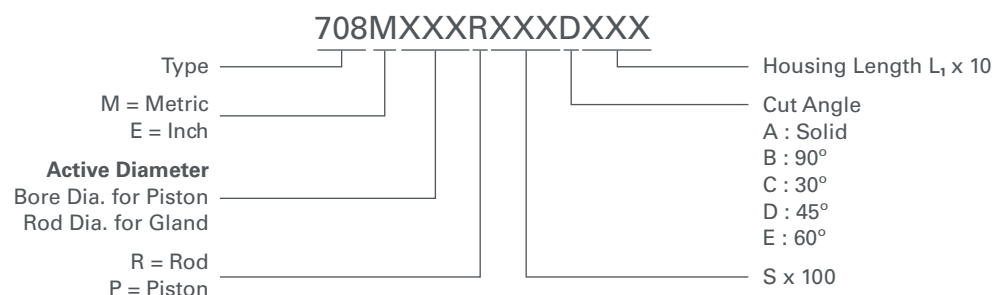 708MXXXRXXXDXXX
Type
M = Metric
E = Inch
Active Diameter
Bore Dia. for Piston
Rod Dia. for Gland
R = Rod
P = Piston
Housing Length L₁ x 10
Cut Angle
A : Solid
B : 90°
C : 30°
D : 45°
E : 60°
S x 100